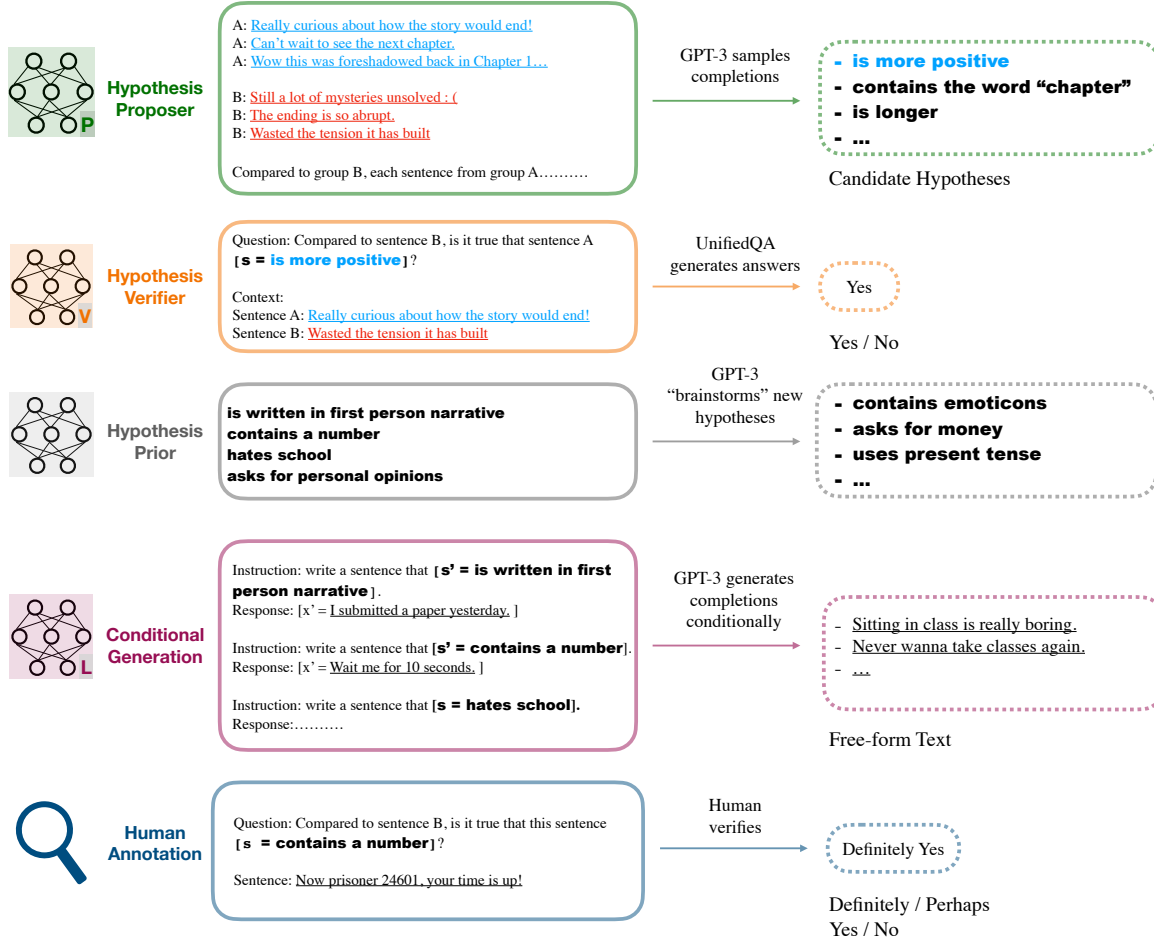 Hypothesis
Proposer
P
A: Really curious about how the story would end!
A: Can't wait to see the next chapter.
A: Wow this was foreshadowed back in Chapter 1…
B: Still a lot of mysteries unsolved : (
B: The ending is so abrupt.
B: Wasted the tension it has built
Compared to group B, each sentence from group A……….
GPT-3 samples
completions
- is more positive
- contains the word “chapter”
- is longer
- ...
Candidate Hypotheses
Hypothesis
Verifier
V
Question: Compared to sentence B, is it true that sentence A
[s = is more positive]?
Context:
Sentence A: Really curious about how the story would end!
Sentence B: Wasted the tension it has built
UnifiedQA
generates answers
Yes
Yes / No
Hypothesis
Prior
is written in first person narrative
contains a number
hates school
asks for personal opinions
GPT-3
“brainstorms” new
hypotheses
- contains emoticons
- asks for money
- uses present tense
- ...
Conditional
Generation
L
Instruction: write a sentence that [s’ = is written in first
person narrative].
Response: [x’ = I submitted a paper yesterday. ]
Instruction: write a sentence that [s’ = contains a number].
Response: [x’ = Wait me for 10 seconds. ]
Instruction: write a sentence that [s = hates school].
Response:……….
GPT-3 generates
completions
conditionally
- Sitting in class is really boring.
- Never wanna take classes again.
- …
Free-form Text
Human
Annotation
Question: Compared to sentence B, is it true that this sentence
[s = contains a number]?
Sentence: Now prisoner 24601, your time is up!
Human
verifies
Definitely Yes
Definitely / Perhaps
Yes / No